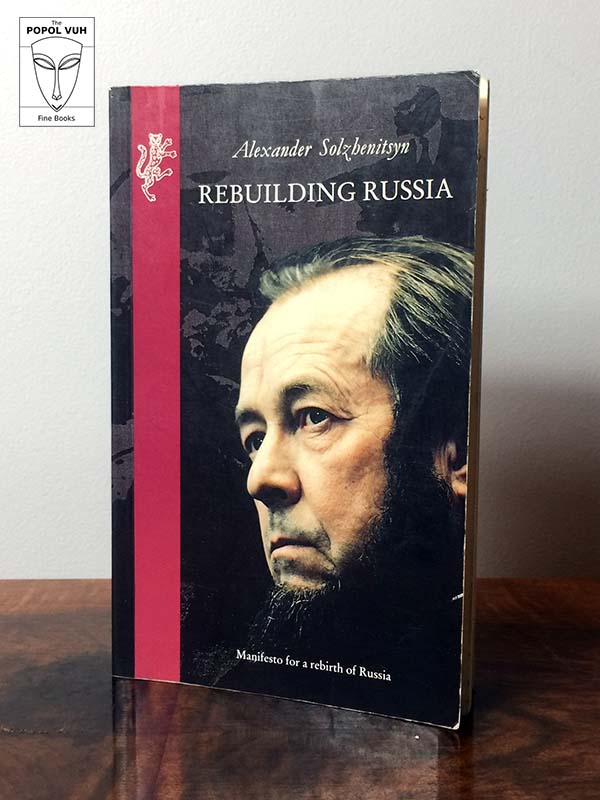 The
POPOL VUH
Fine Books
Alexander Solzhenitsyn
REBUILDING RUSSIA
Manifesto for a rebirth of Russia